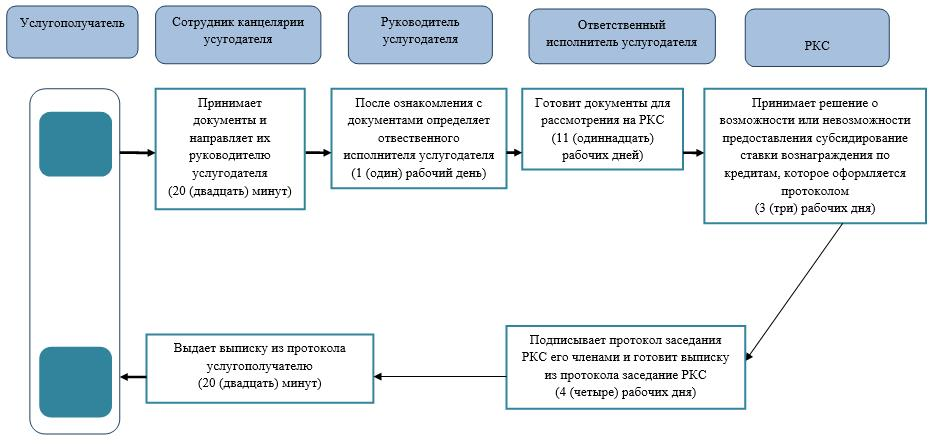 Услугополучатель
Сотрудник канцелярии
усугодателя
Руководитель
услугодателя
Ответственный
исполнитель услугодателя
РКС
Принимает
документы и
направляет их
руководителю
услугодателя
(20 (двадцать) минут)
После ознакомления с
документами определяет
отвественого
исполнителя услугодателя
(1 (один) рабочий день)
Готовит документы для
рассмотрения на РКС
(11 (одиннадцать)
рабочих дней)
Принимает решение о
возможности или невозможности
предоставления субсидирование
ставки вознаграждения по
кредитам, которое оформляется
протоколом
(3 (три) рабочих дня)
Выдает выписку из протокола
услугополучателю
(20 (двадцать) минут)
Подписывает протокол заседания
РКС его членами и готовит выписку
из протокола заседание РКС
(4 (четыре) рабочих дня)